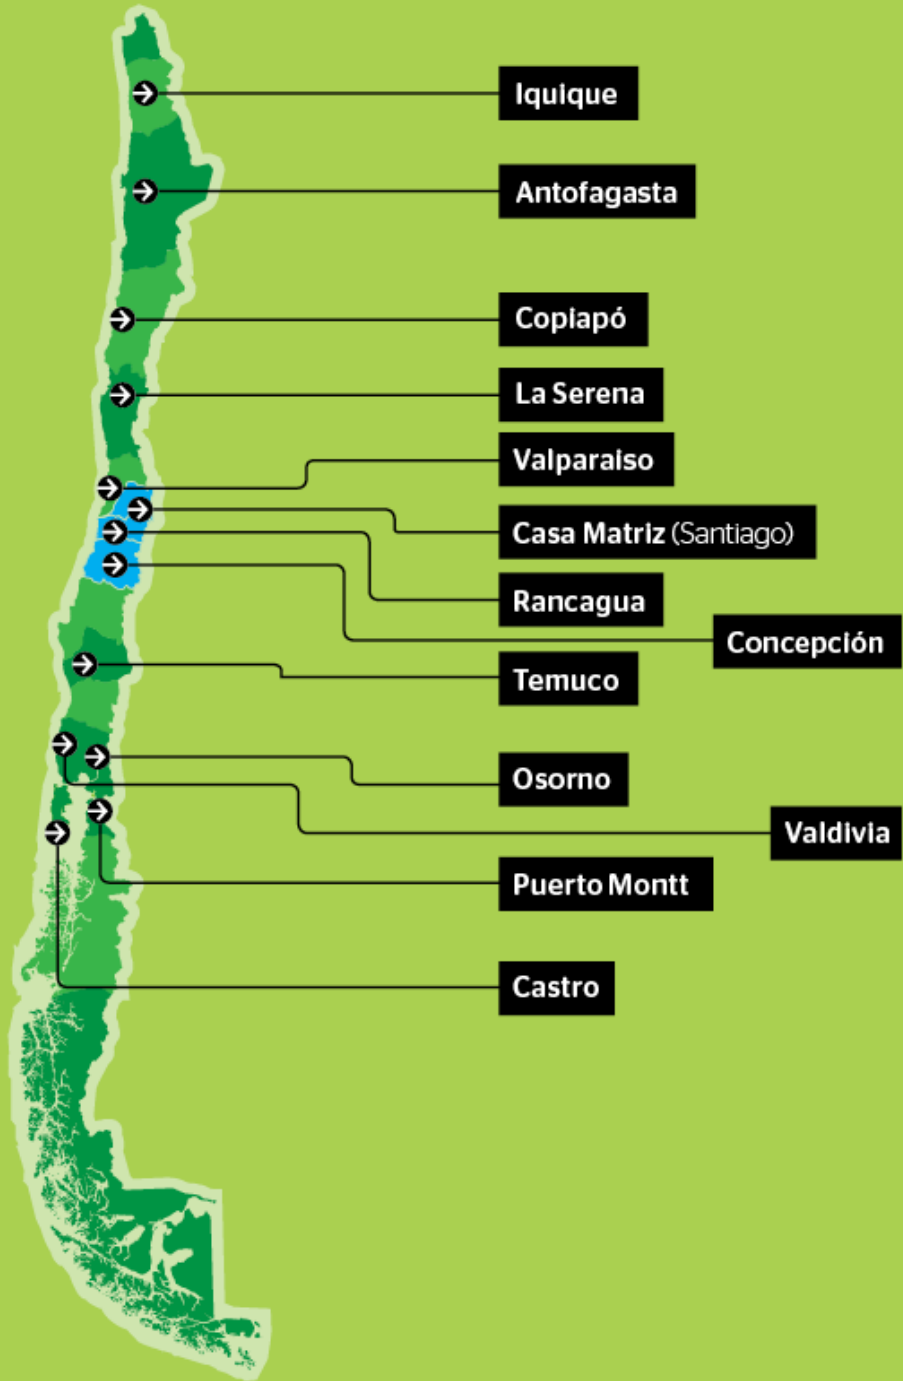 Iquique
Antofagasta
Copiapó
La Serena
Valparaiso
Casa Matriz (Santiago)
Rancagua
Concepción
Temuco
Osorno
Valdivia
Puerto Montt
Castro